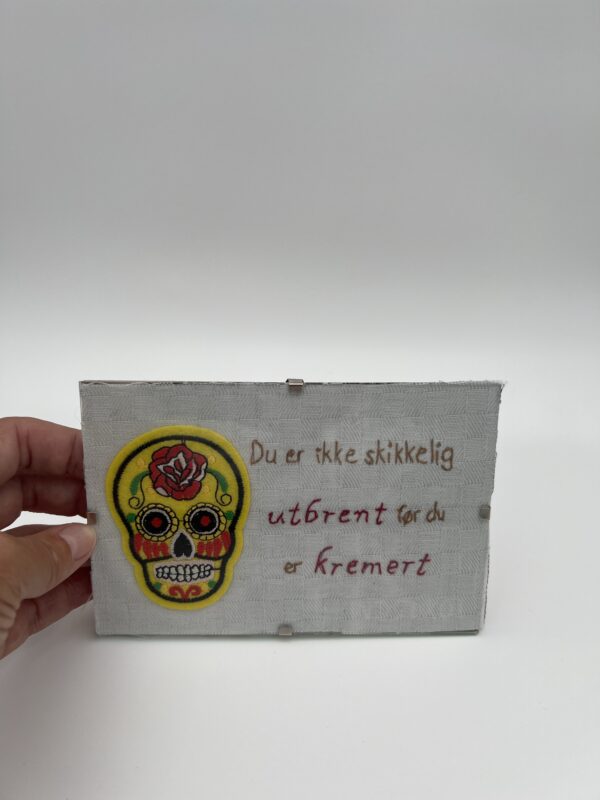 Du er ikke skikkelig
utbrent før du
er kremert